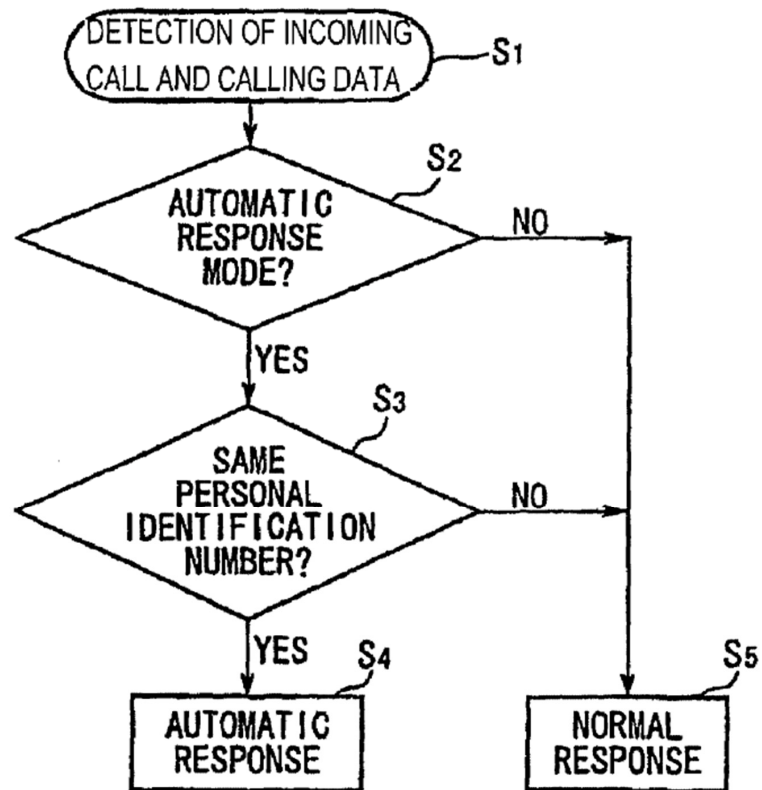 DETECTION OF INCOMING
CALL AND CALLING DATA
S1
S2
AUTOMATIC
RESPONSE
MODE?
NO
YES
S3
SAME
PERSONAL
IDENTIFICATION
NUMBER?
NO
YES
S4
AUTOMATIC
RESPONSE
S5
NORMAL
RESPONSE